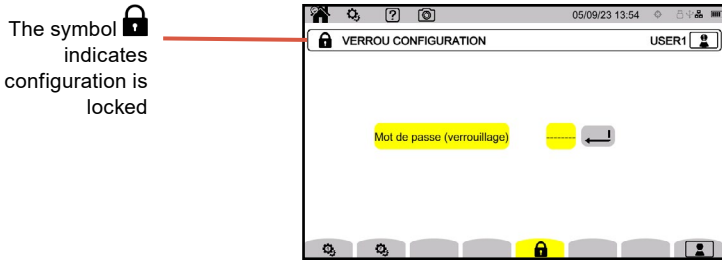 The symbol
indicates
configuration is
locked
?
05/09/23 13:54
VERROU CONFIGURATION
USER1
Mot de passe (verrouillage)
--------